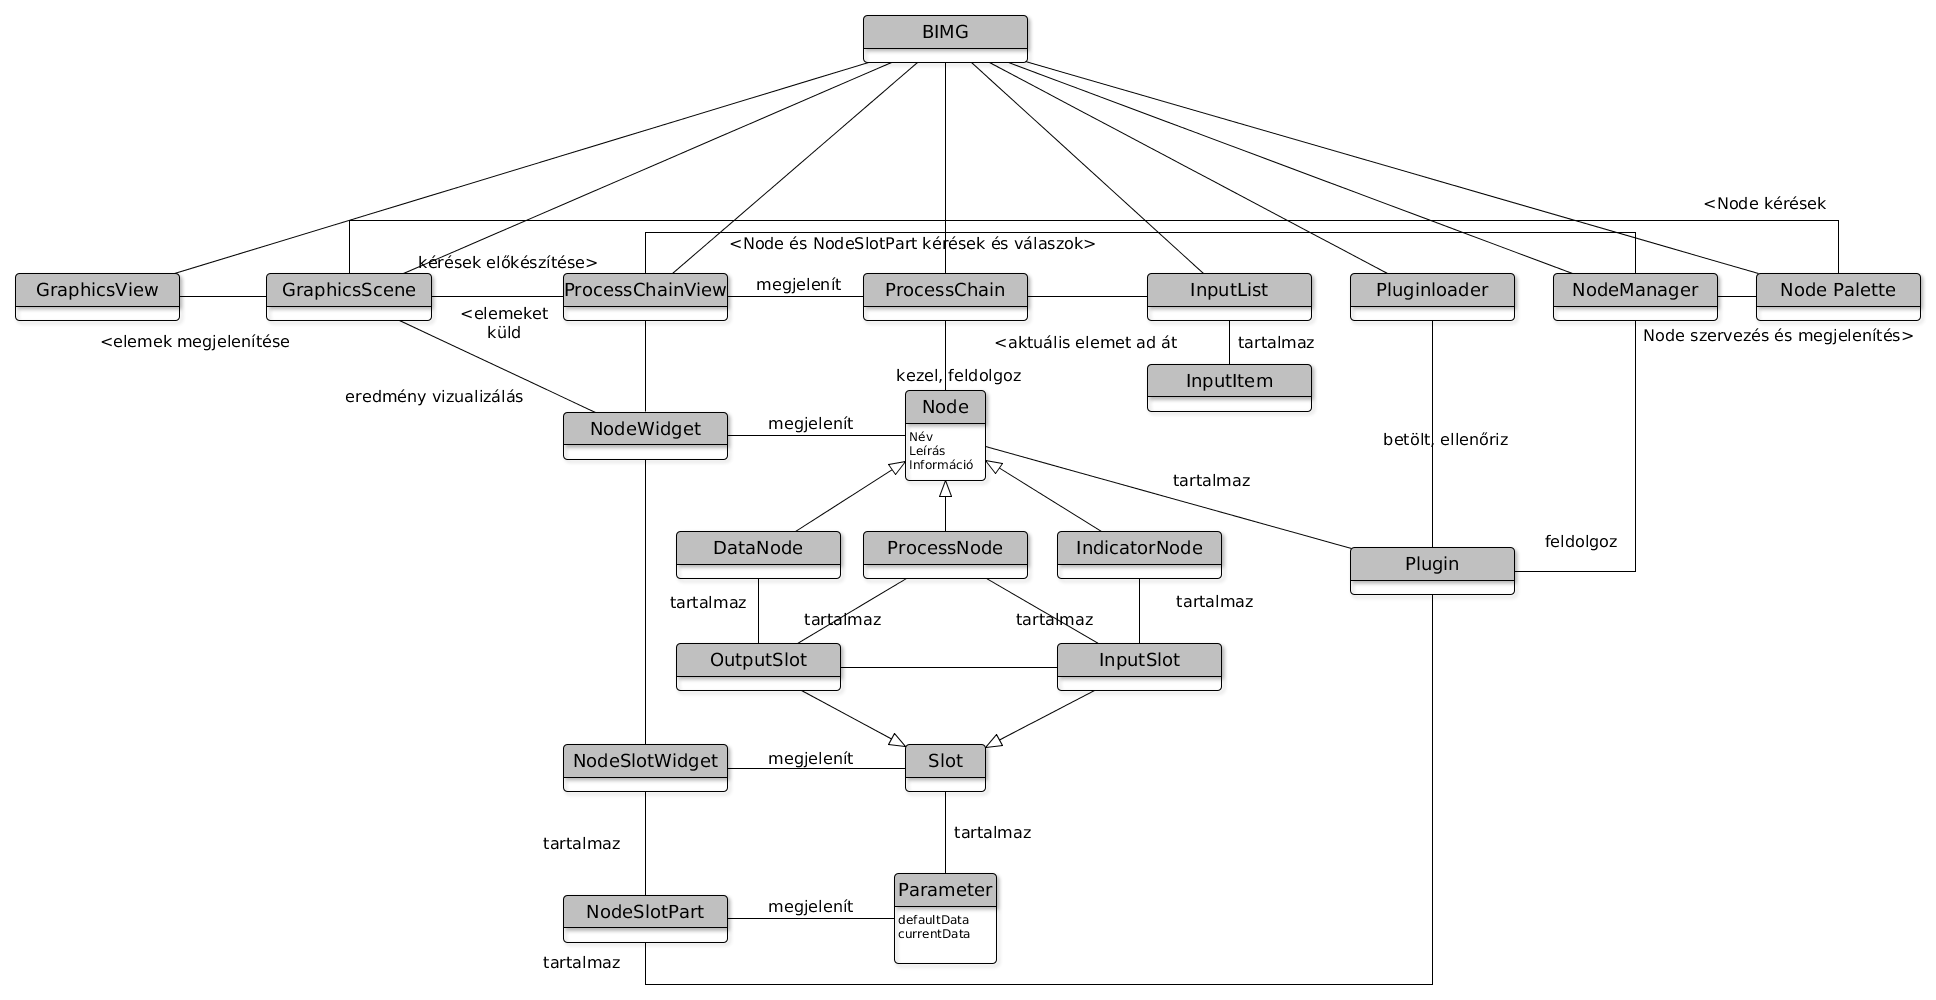 BIMG
<Node kérések
<Node és NodeSlotPart kérések és válaszok>
kérések előkészítése>
GraphicsView
GraphicsScene
ProcessChainView
megjelenít
ProcessChain
InputList
Pluginloader
NodeManager
Node Palette
<elemeket
küld
<elemek megjelenítése
<aktuális elemet ad át
tartalmaz
Node szervezés és megjelenítés>
kezel, feldolgoz
InputItem
eredmény vizualizálás
Node
NodeWidget
megjelenít
Név
Leírás
Információ
betölt, ellenőriz
tartalmaz
DataNode
ProcessNode
IndicatorNode
feldolgoz
Plugin
tartalmaz
tartalmaz
tartalmaz
tartalmaz
OutputSlot
InputSlot
NodeSlotWidget
megjelenít
Slot
tartalmaz
tartalmaz
Parameter
NodeSlotPart
megjelenít
defaultData
currentData
tartalmaz